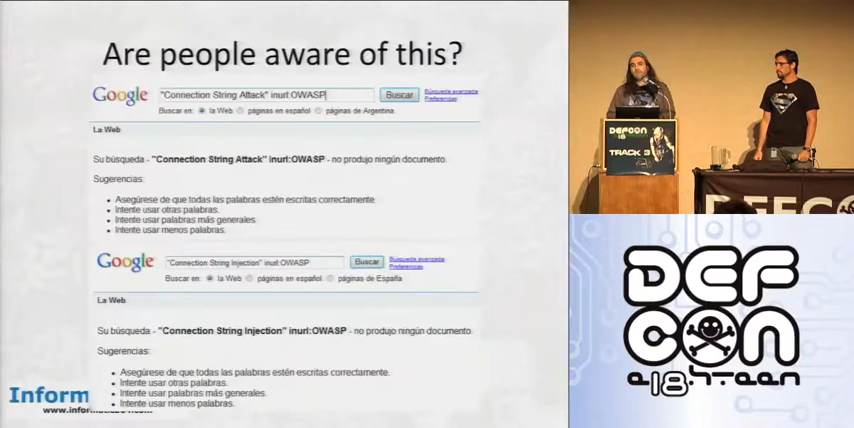 Are people aware of this?
Google "Connection String Attack" inurl:OWASP Buscar Búsqueda avanzada
Preferencias
Buscar en: la Web páginas en español páginas de Argentina
La Web
Su búsqueda - "Connection String Attack" inurl:OWASP - no produjo ningún documento.
Sugerencias:
Asegúrese de que todas las palabras estén escritas correctamente.
Intente usar otras palabras.
Intente usar palabras más generales.
Intente usar menos palabras.
Google "Connection String Injection" inurl:OWASP Buscar Búsqueda avanzada
Preferencias
Buscar en: la Web páginas en español páginas de España
La Web
Su búsqueda - "Connection String Injection" inurl:OWASP - no produjo ningún documento.
Sugerencias:
Asegúrese de que todas las palabras estén escritas correctamente.
Intente usar otras palabras.
Intente usar palabras más generales.
Intente usar menos palabras.
Inform
DEFCON
18
TRACK 3
DEFCO
DEF
CON
e18h-teen